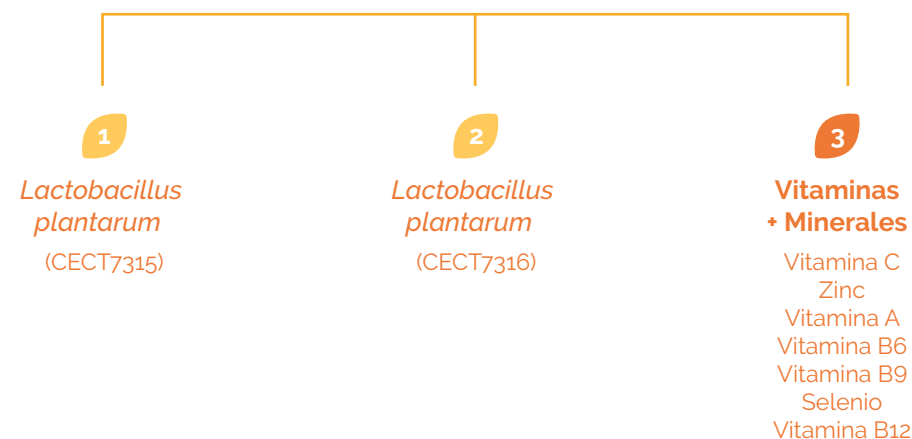 1
Lactobacillus
plantarum
(CECT7315)
2
Lactobacillus
plantarum
(CECT7316)
3
Vitaminas
+ Minerales
Vitamina C
Zinc
Vitamina A
Vitamina B6
Vitamina B9
Selenio
Vitamina B12